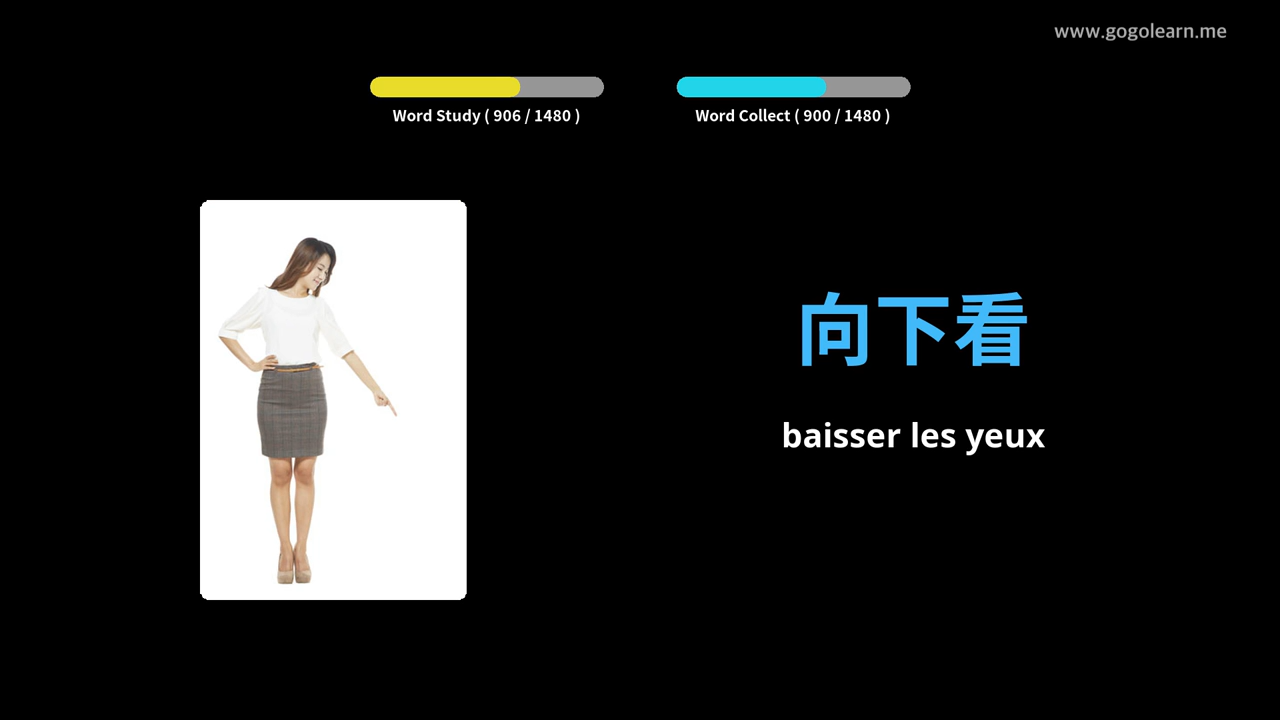 www.gogolearn.me
Word Study ( 906 / 1480 )
Word Collect ( 900 / 1480 )
向下看
baisser les yeux